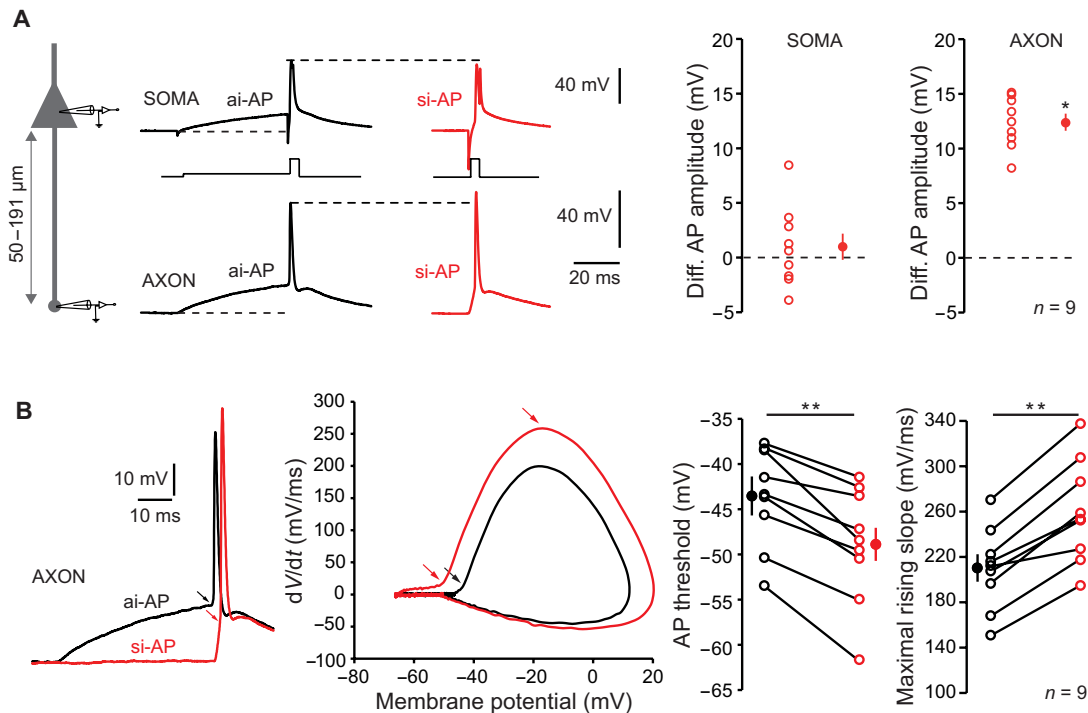 A
SOMA
ai-AP
si-AP
40 mV
50–191 µm
AXON
ai-AP
si-AP
40 mV
20 ms
SOMA
Diff. AP amplitude (mV)
20
15
10
5
0
−5
AXON
Diff. AP amplitude (mV)
20
15
10
5
0
−5
*
n = 9
B
10 mV
10 ms
AXON
ai-AP
si-AP
dV/dt (mV/ms)
300
250
200
150
100
50
0
−50
−100
−80
−60
−40
−20
0
20
Membrane potential (mV)
AP threshold (mV)
−35
−40
−45
−50
−55
−60
−65
**
Maximal rising slope (mV/ms)
340
300
260
220
180
140
100
**
n = 9